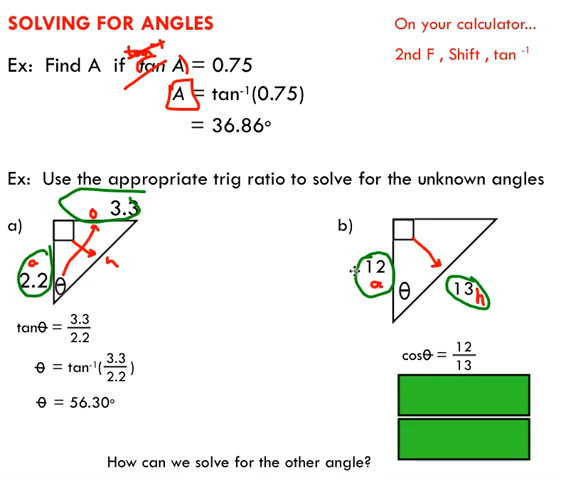 SOLVING FOR ANGLES
On your calculator...
2nd F , Shift , tan -1
Ex: Find A if tan A = 0.75
A = tan-1(0.75)
= 36.86°
Ex: Use the appropriate trig ratio to solve for the unknown angles
a)
o 3.3
a
2.2
θ
h
tanθ = 3.3/2.2
θ = tan-1(3.3/2.2)
θ = 56.30°
b)
12
a
θ
13 h
cosθ = 12/13
How can we solve for the other angle?